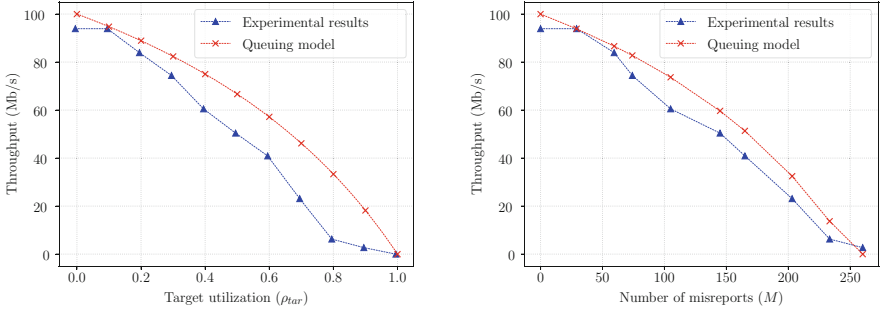 100
80
60
40
20
0
Throughput (Mb/s)
Experimental results
Queuing model
0.0 0.2 0.4 0.6 0.8 1.0
Target utilization (ρtar)
100
80
60
40
20
0
Throughput (Mb/s)
Experimental results
Queuing model
0 50 100 150 200 250
Number of misreports (M)